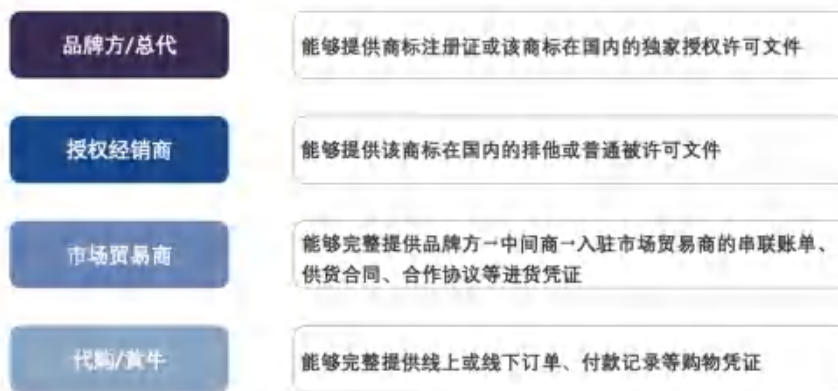 品牌方/总代
能够提供商标注册证或该商标在国内的独家授权许可文件
授权经销商
能够提供该商标在国内的排他或普通被许可文件
市场贸易商
能够完整提供品牌方→中间商→入驻市场贸易商的串联账单、
供货合同、合作协议等进货凭证
代购/黄牛
能够完整提供线上或线下订单、付款记录等购物凭证